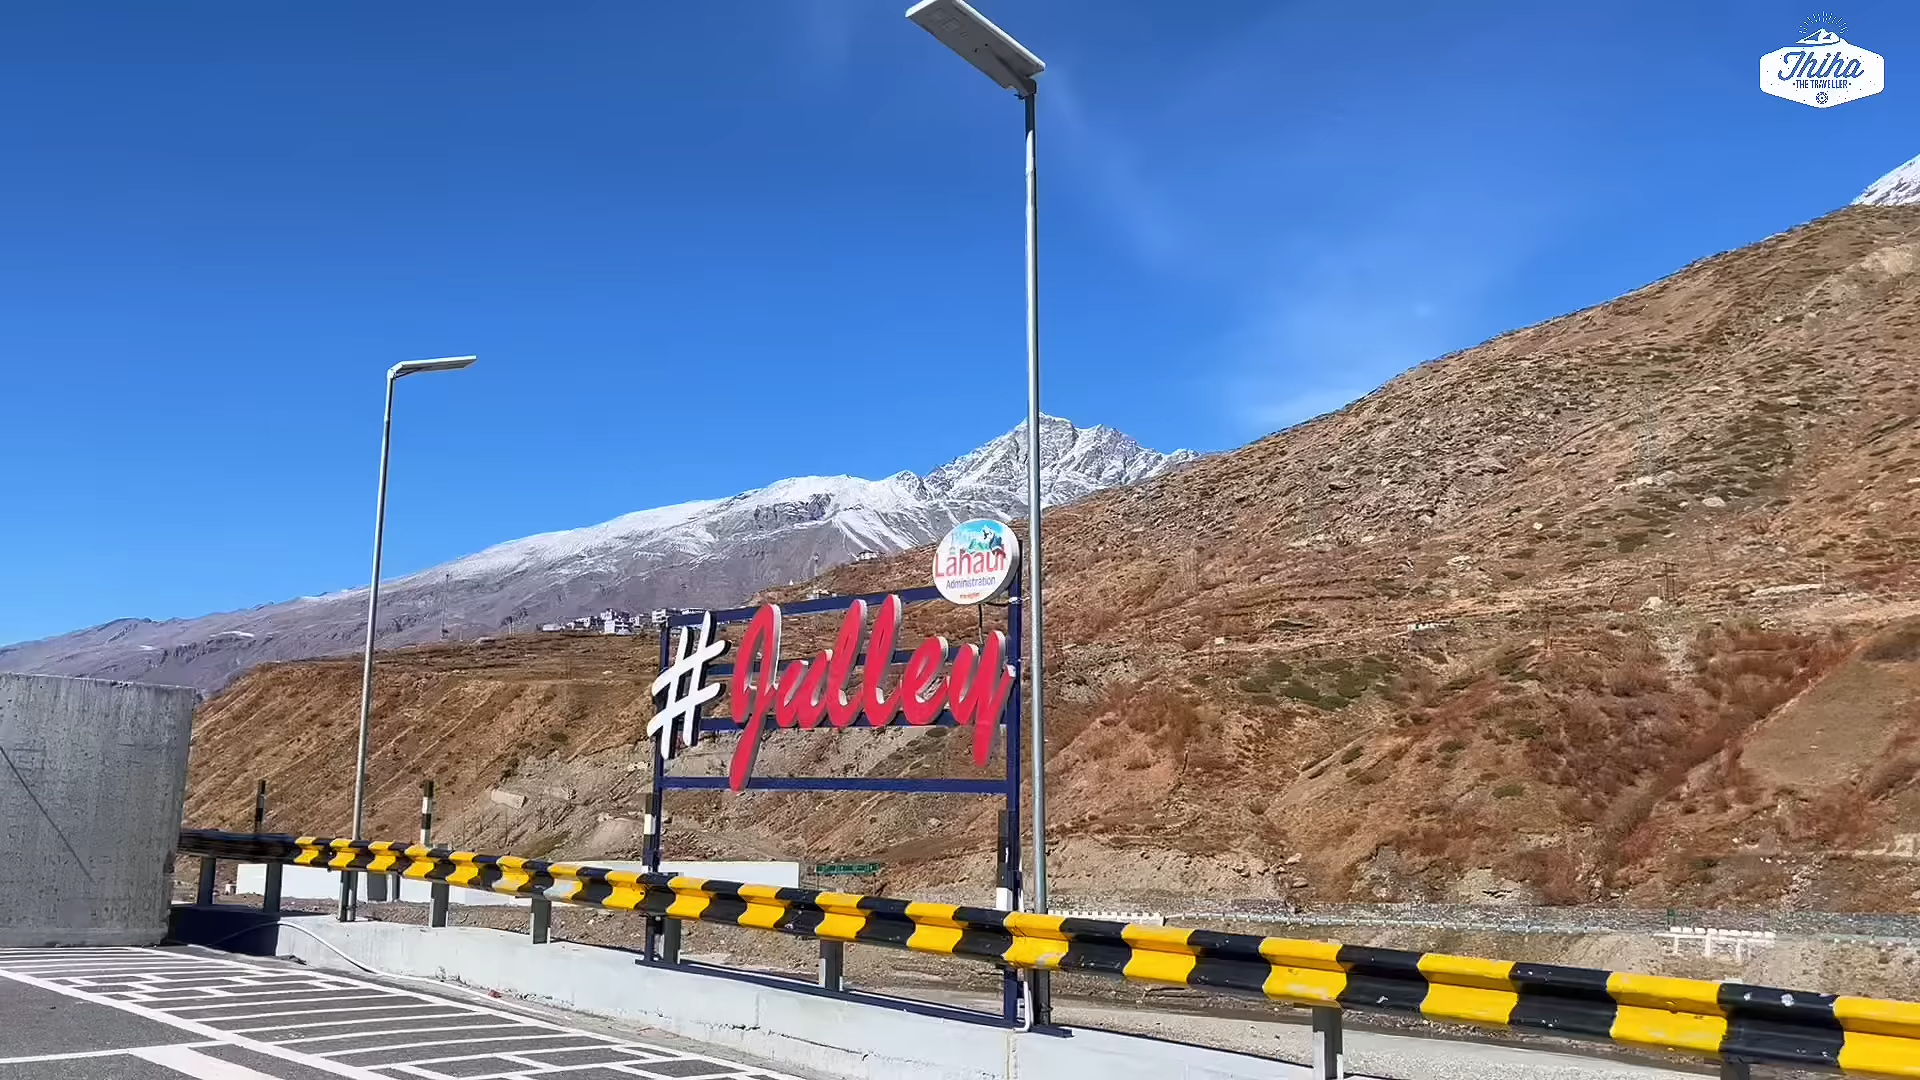 Thiha
THE TRAVELLER
Lahaul
Administration
#Julley